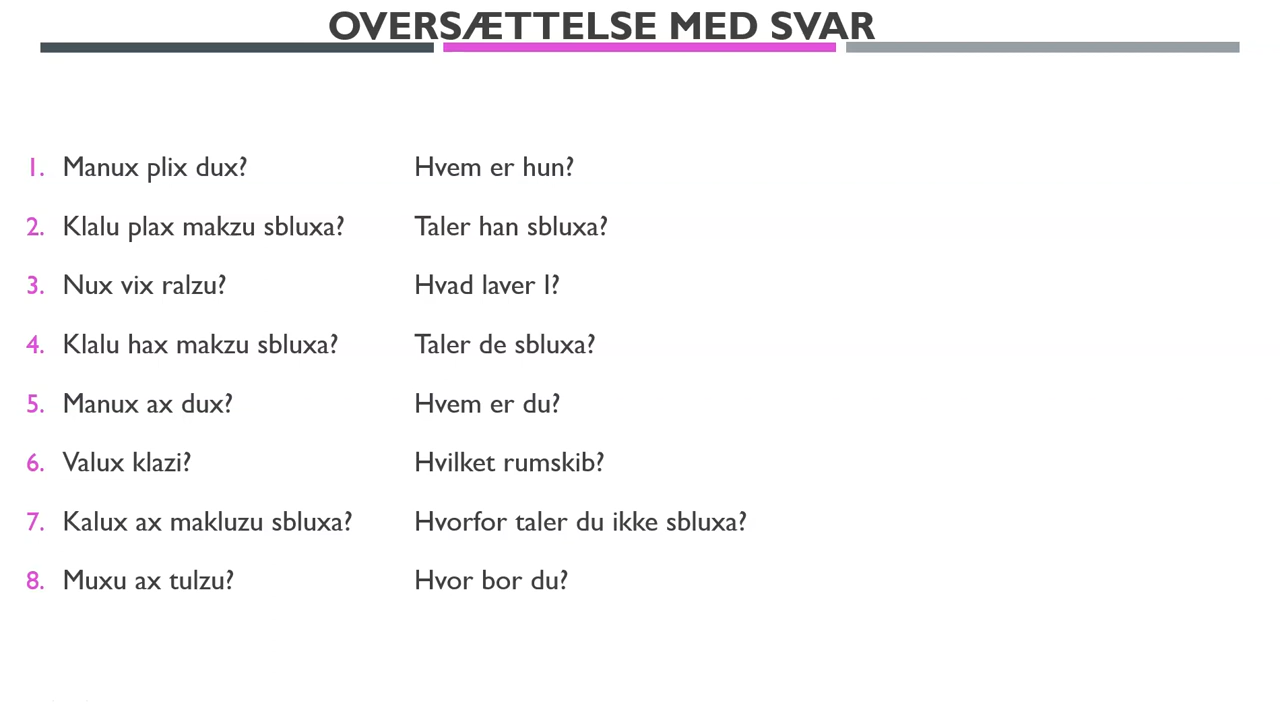 OVERSÆTTELSE MED SVAR
1. Manux plix dux? Hvem er hun?
2. Klalu plax makzu sbluxa? Taler han sbluxa?
3. Nux vix ralzu? Hvad laver I?
4. Klalu hax makzu sbluxa? Taler de sbluxa?
5. Manux ax dux? Hvem er du?
6. Valux klazi? Hvilket rumskib?
7. Kalux ax makluzu sbluxa? Hvorfor taler du ikke sbluxa?
8. Muxu ax tulzu? Hvor bor du?